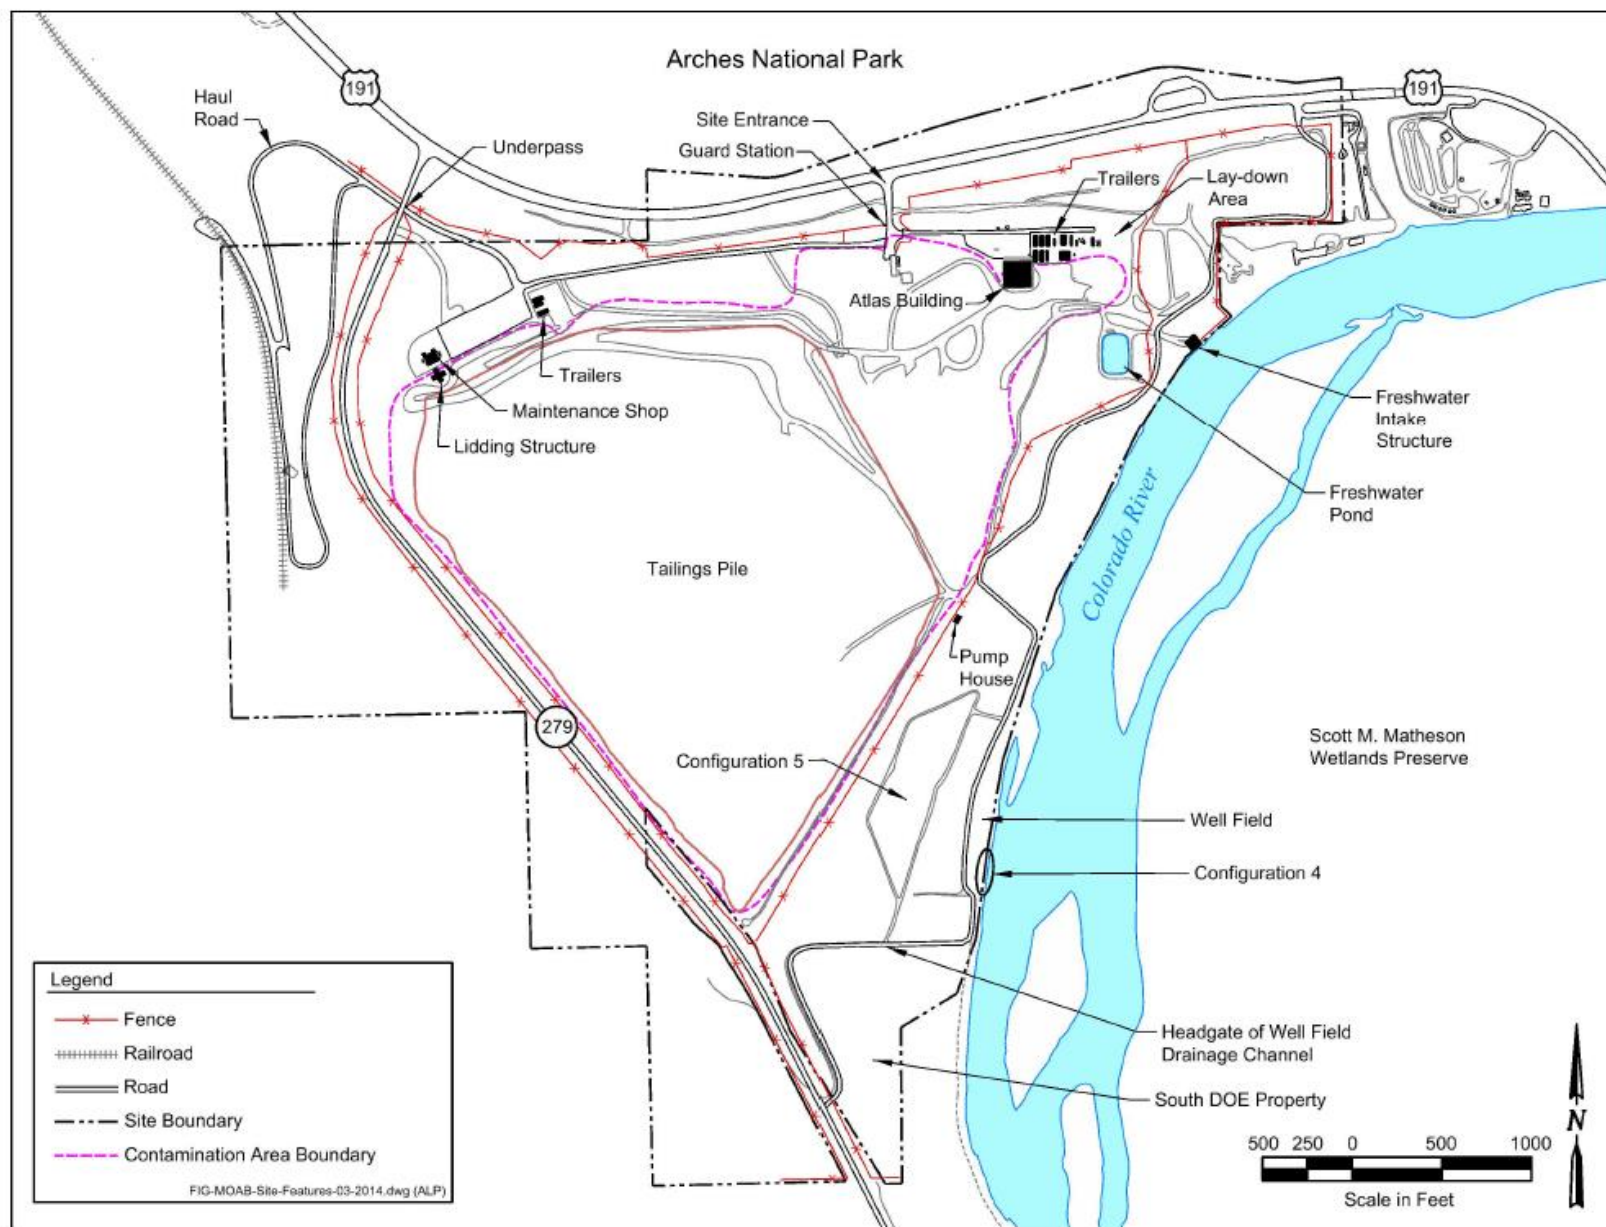 Arches National Park
191
191
Haul
Road
Underpass
Site Entrance
Guard Station
Trailers
Lay-down
Area
Atlas Building
Trailers
Maintenance Shop
Lidding Structure
Freshwater
Intake
Structure
Freshwater
Pond
Colorado River
Tailings Pile
Pump
House
279
Configuration 5
Scott M. Matheson
Wetlands Preserve
Well Field
Configuration 4
Headgate of Well Field
Drainage Channel
South DOE Property
Legend
Fence
Railroad
Road
Site Boundary
Contamination Area Boundary
FIG-MOAB-Site-Features-03-2014.dwg (ALP)
N
500 250 0 500 1000
Scale in Feet